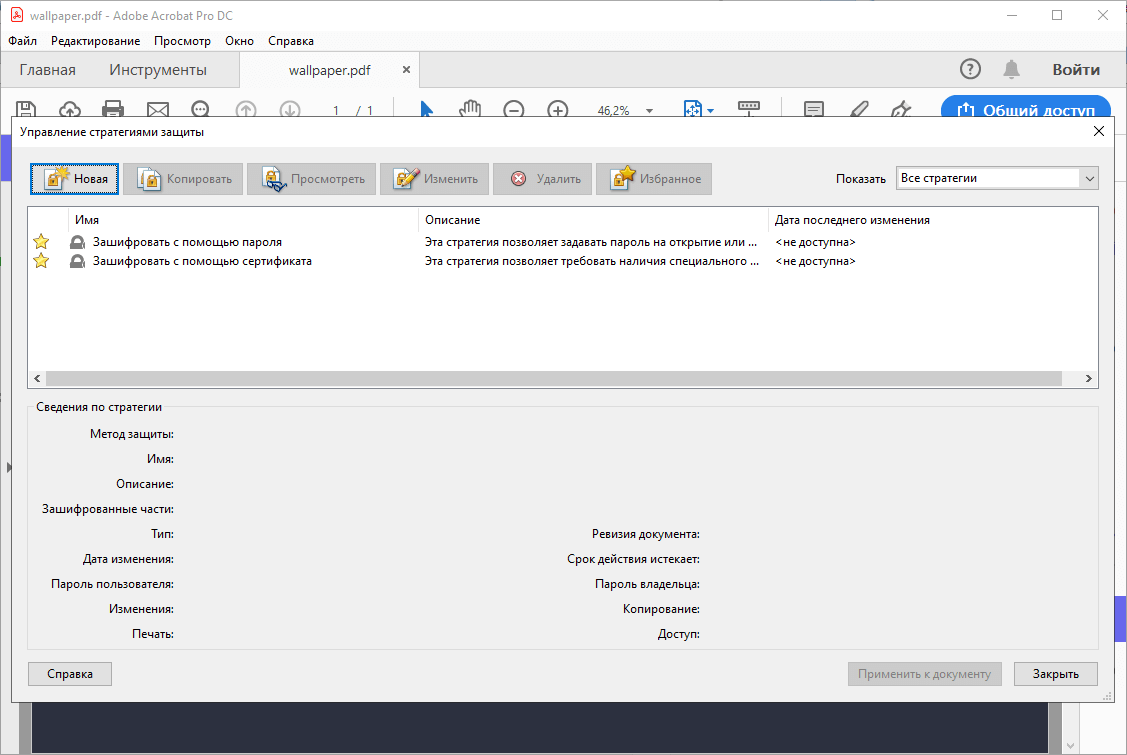 wallpaper.pdf - Adobe Acrobat Pro DC
Файл Редактирование Просмотр Окно Справка
Главная Инструменты wallpaper.pdf × ? Войти
1 / 1 46,2% Общий доступ
Управление стратегиями защиты
Новая Копировать Просмотреть Изменить Удалить Избранное Показать Все стратегии
Имя Описание Дата последнего изменения
Зашифровать с помощью пароля Эта стратегия позволяет задавать пароль на открытие или ... <не доступна>
Зашифровать с помощью сертификата Эта стратегия позволяет требовать наличия специального ... <не доступна>
Сведения по стратегии
Метод защиты:
Имя:
Описание:
Зашифрованные части:
Тип: Ревизия документа:
Дата изменения: Срок действия истекает:
Пароль пользователя: Пароль владельца:
Изменения: Копирование:
Печать: Доступ:
Справка Применить к документу Закрыть